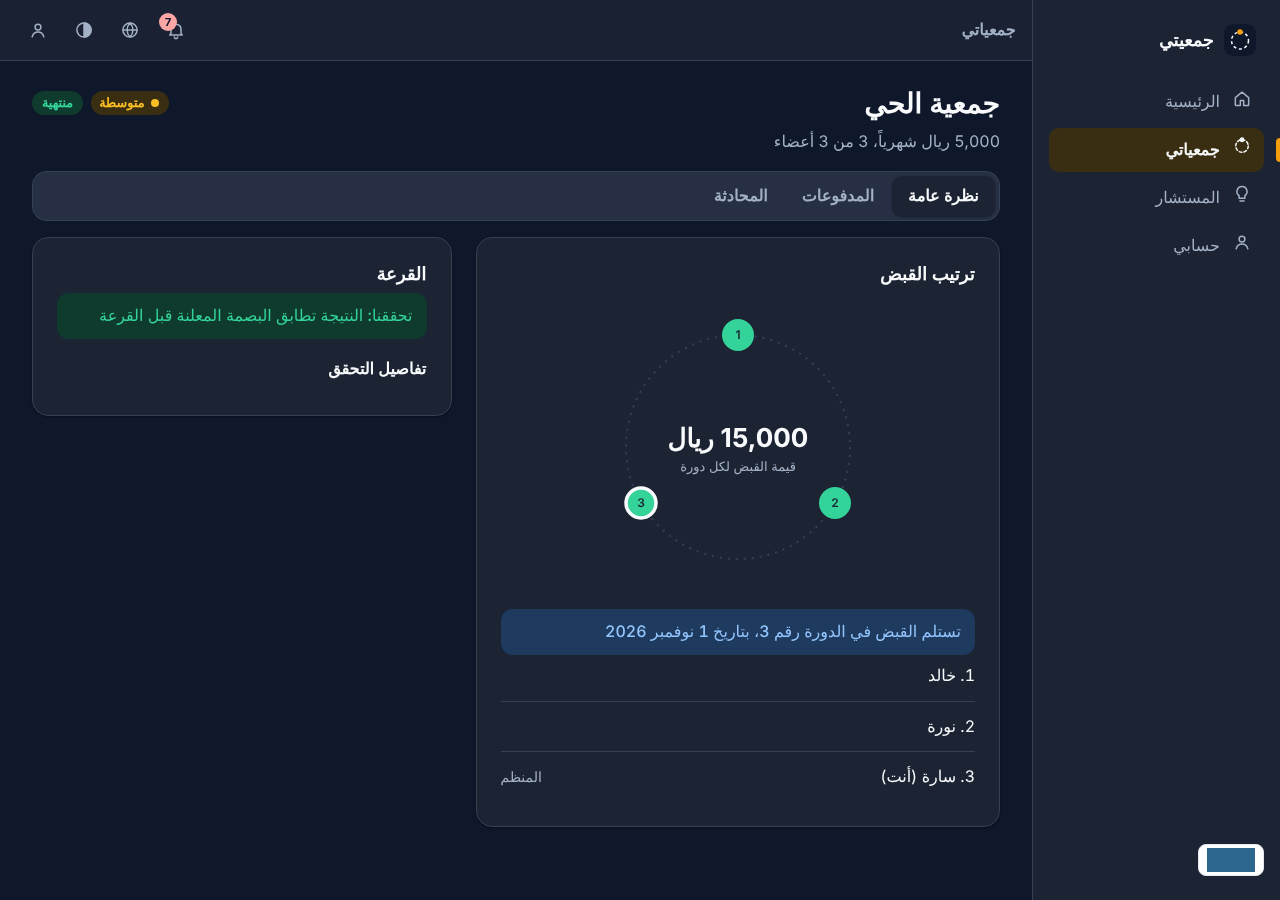 جمعيتي
الرئيسية
جمعياتي
المستشار
حسابي
جمعياتي
7
جمعية الحي
متوسطة
منتهية
5,000 ريال شهرياً، 3 من 3 أعضاء
نظرة عامة
المدفوعات
المحادثة
ترتيب القبض
1
15,000 ريال
قيمة القبض لكل دورة
2
3
تستلم القبض في الدورة رقم 3، بتاريخ 1 نوفمبر 2026
1. خالد
2. نورة
3. سارة (أنت)
المنظم
القرعة
تحققنا: النتيجة تطابق البصمة المعلنة قبل القرعة
تفاصيل التحقق